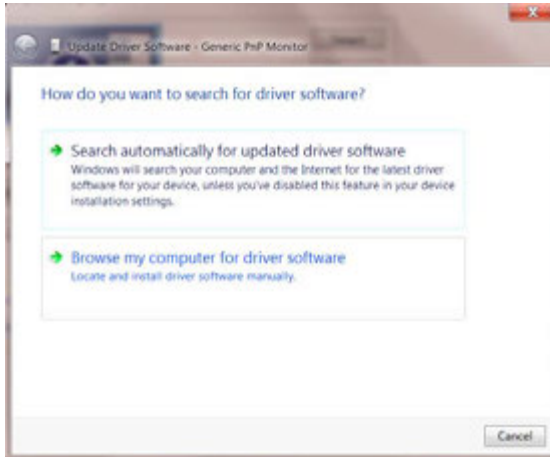 Update Driver Software - Generic PnP Monitor
How do you want to search for driver software?
Search automatically for updated driver software
Windows will search your computer and the Internet for the latest driver
software for your device, unless you've disabled this feature in your device
installation settings.
Browse my computer for driver software
Locate and install driver software manually.
Cancel